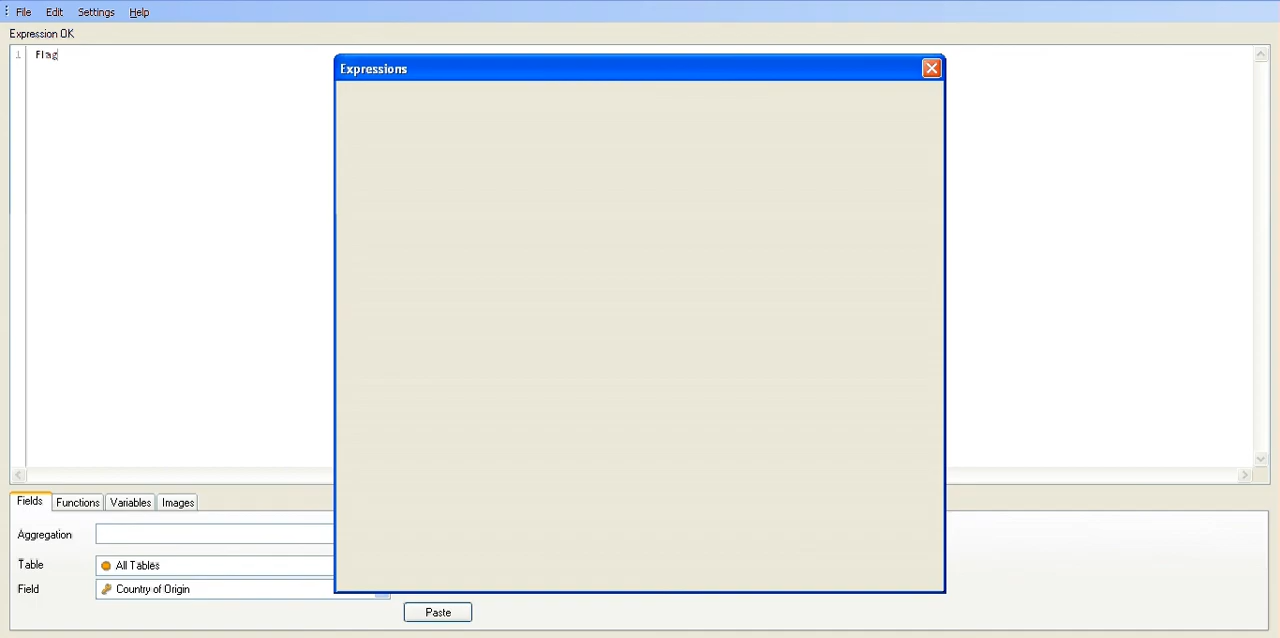 File Edit Settings Help
Expression OK
1 Flag
Expressions
Fields Functions Variables Images
Aggregation
Table All Tables
Field Country of Origin
Paste